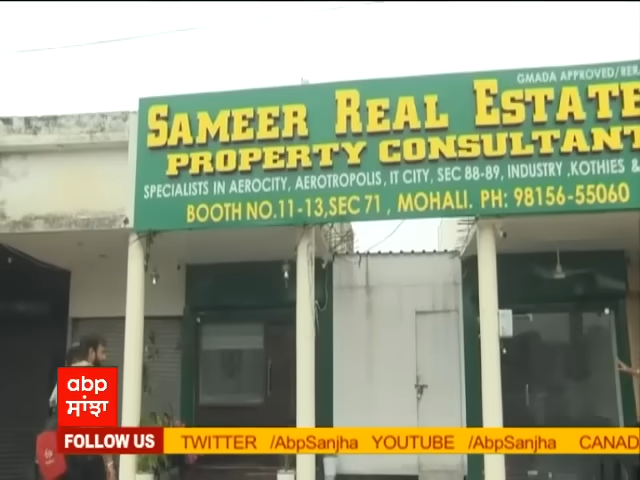 GMADA APPROVED/RERA
SAMEER REAL ESTATE
PROPERTY CONSULTANT
SPECIALISTS IN AEROCITY, AEROTROPOLIS, IT CITY, SEC 88-89, INDUSTRY ,KOTHIES &
BOOTH NO.11-13,SEC 71 , MOHALI. PH: 98156-55060
abp
ਸਾਂਝਾ
FOLLOW US TWITTER /AbpSanjha YOUTUBE /AbpSanjha CANAD